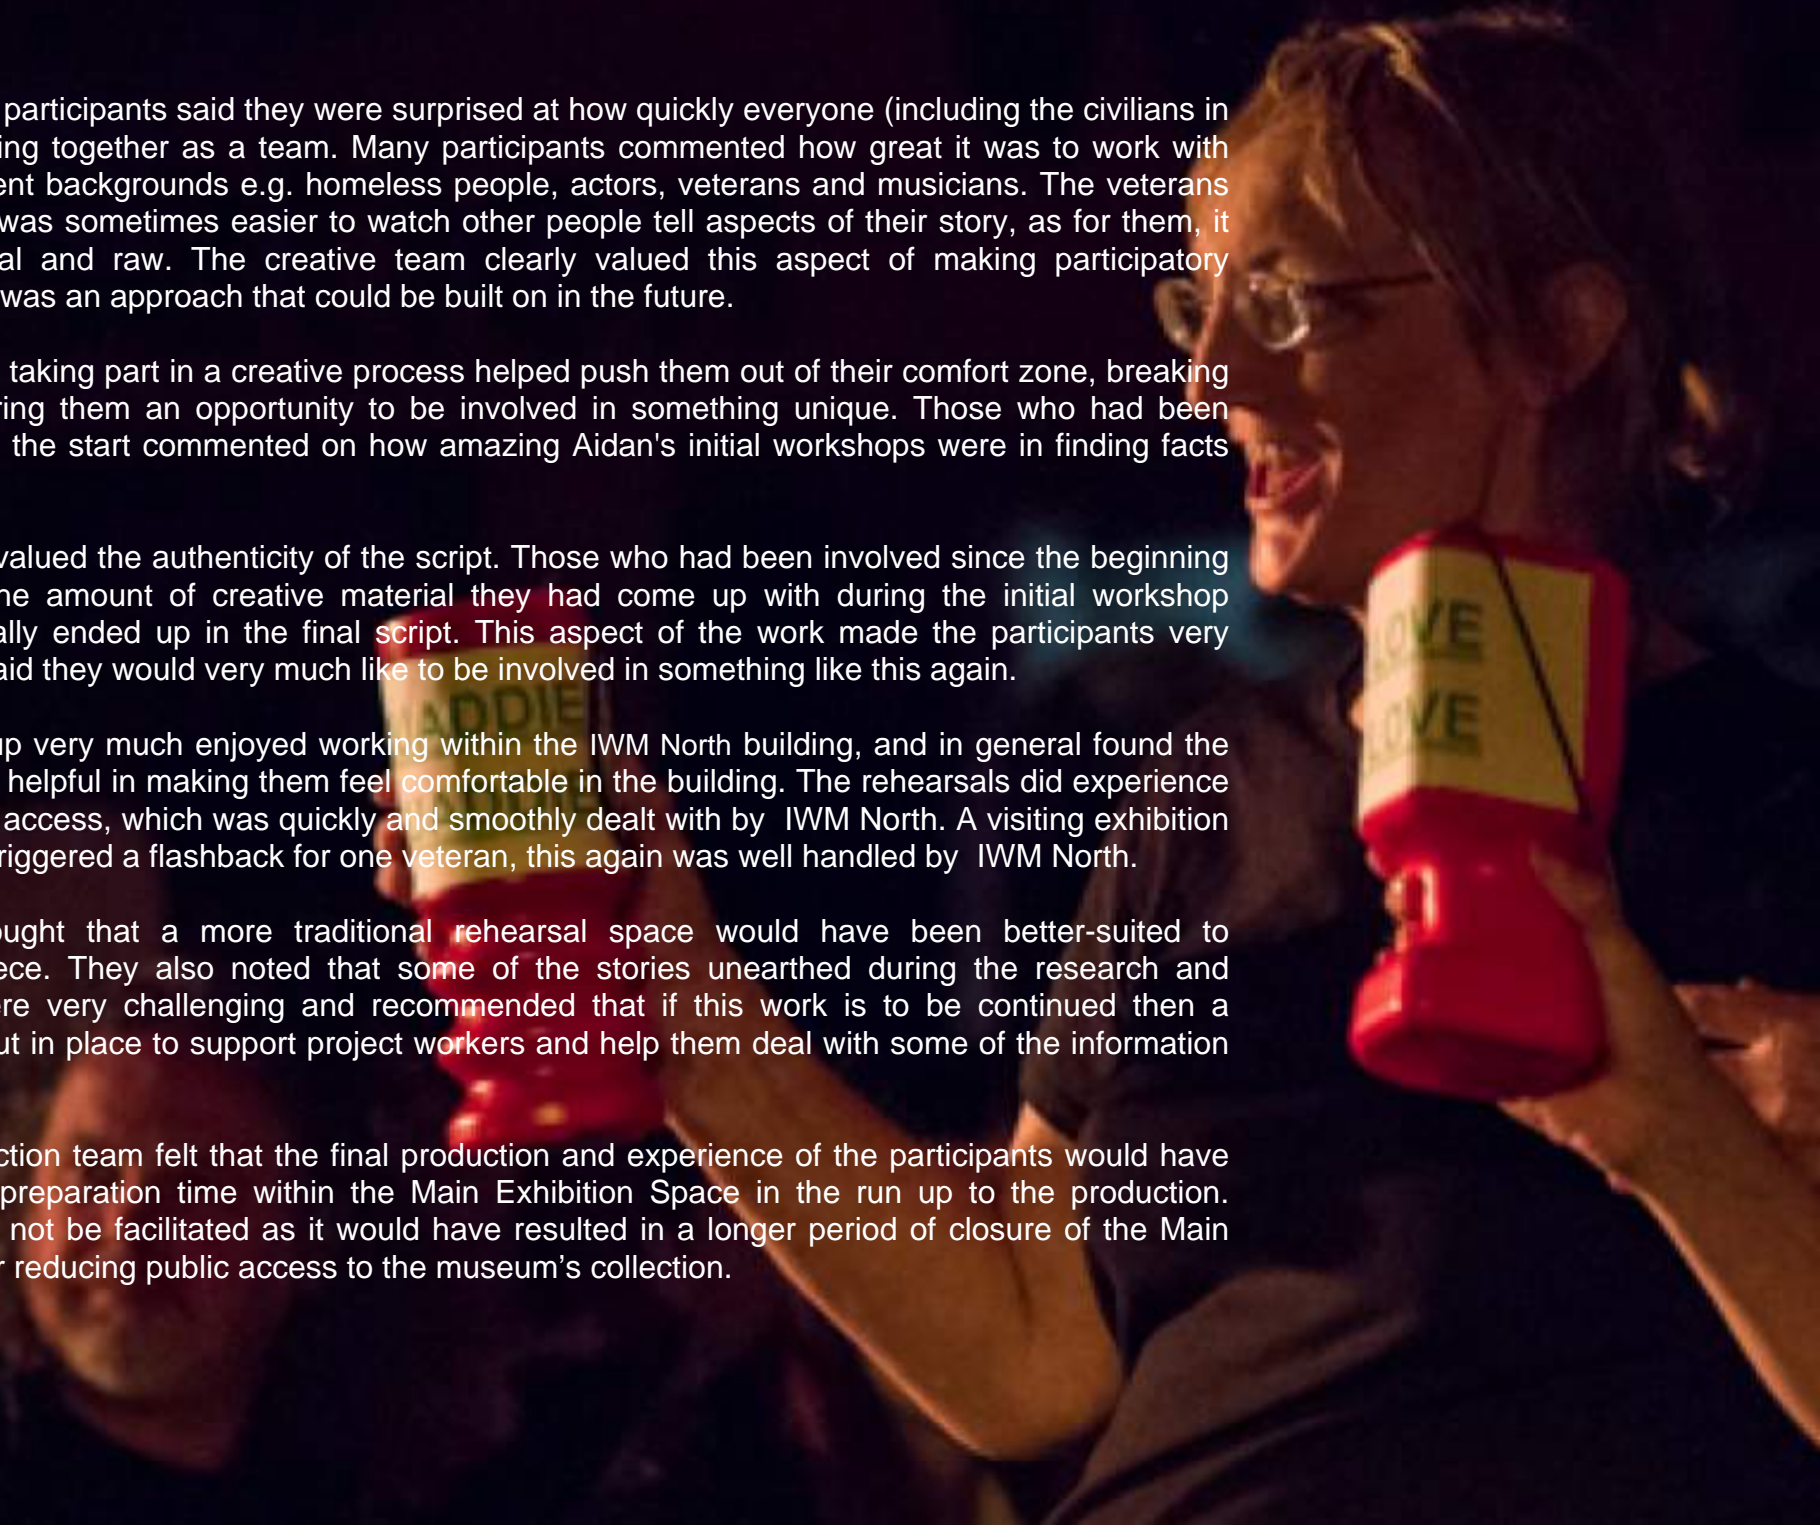 participants said they were surprised at how quickly everyone (including the civilians in
ing together as a team. Many participants commented how great it was to work with
ent backgrounds e.g. homeless people, actors, veterans and musicians. The veterans
was sometimes easier to watch other people tell aspects of their story, as for them, it
al and raw. The creative team clearly valued this aspect of making participatory
was an approach that could be built on in the future.
taking part in a creative process helped push them out of their comfort zone, breaking
ring them an opportunity to be involved in something unique. Those who had been
the start commented on how amazing Aidan's initial workshops were in finding facts
valued the authenticity of the script. Those who had been involved since the beginning
he amount of creative material they had come up with during the initial workshop
ally ended up in the final script. This aspect of the work made the participants very
aid they would very much like to be involved in something like this again.
up very much enjoyed working within the IWM North building, and in general found the
helpful in making them feel comfortable in the building. The rehearsals did experience
access, which was quickly and smoothly dealt with by IWM North. A visiting exhibition
riggered a flashback for one veteran, this again was well handled by IWM North.
ought that a more traditional rehearsal space would have been better-suited to
ece. They also noted that some of the stories unearthed during the research and
ere very challenging and recommended that if this work is to be continued then a
ut in place to support project workers and help them deal with some of the information
ction team felt that the final production and experience of the participants would have
preparation time within the Main Exhibition Space in the run up to the production.
not be facilitated as it would have resulted in a longer period of closure of the Main
r reducing public access to the museum's collection.
ADDIE
OVE
OVE